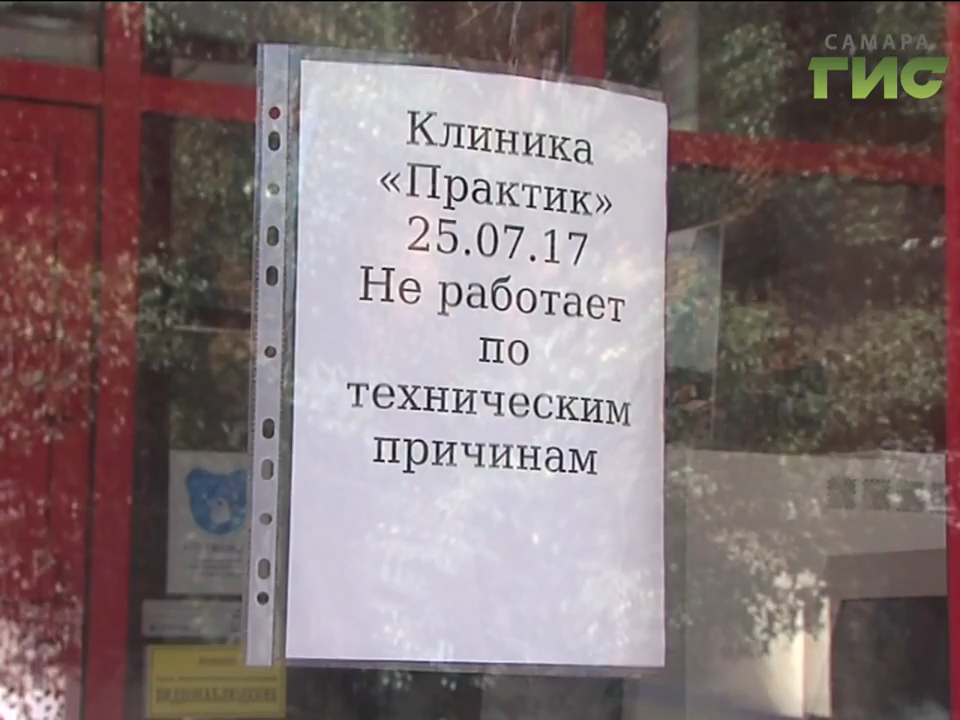 САМАРА
ГИС
Клиника
«Практик»
25.07.17
Не работает
по
техническим
причинам
ВИДЕОНАБЛЮДЕНИЕ